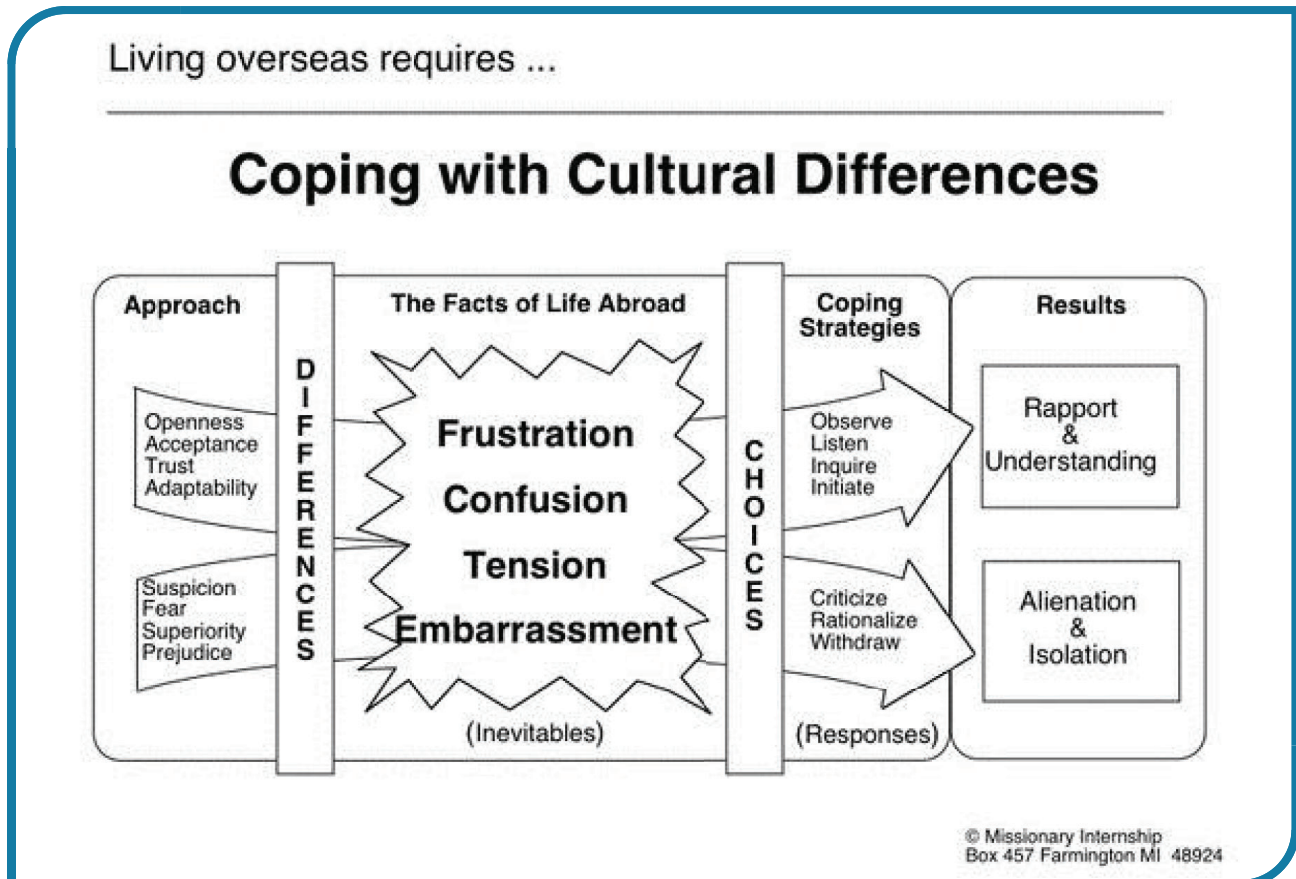 Living overseas requires ...
Coping with Cultural Differences
Approach
Openness
Acceptance
Trust
Adaptability
Suspicion
Fear
Superiority
Prejudice
DIFFERENCES
The Facts of Life Abroad
Frustration
Confusion
Tension
Embarrassment
(Inevitables)
CHOICES
Coping
Strategies
Observe
Listen
Inquire
Initiate
Criticize
Rationalize
Withdraw
(Responses)
Results
Rapport
&
Understanding
Alienation
&
Isolation
© Missionary Internship
Box 457 Farmington MI 48924